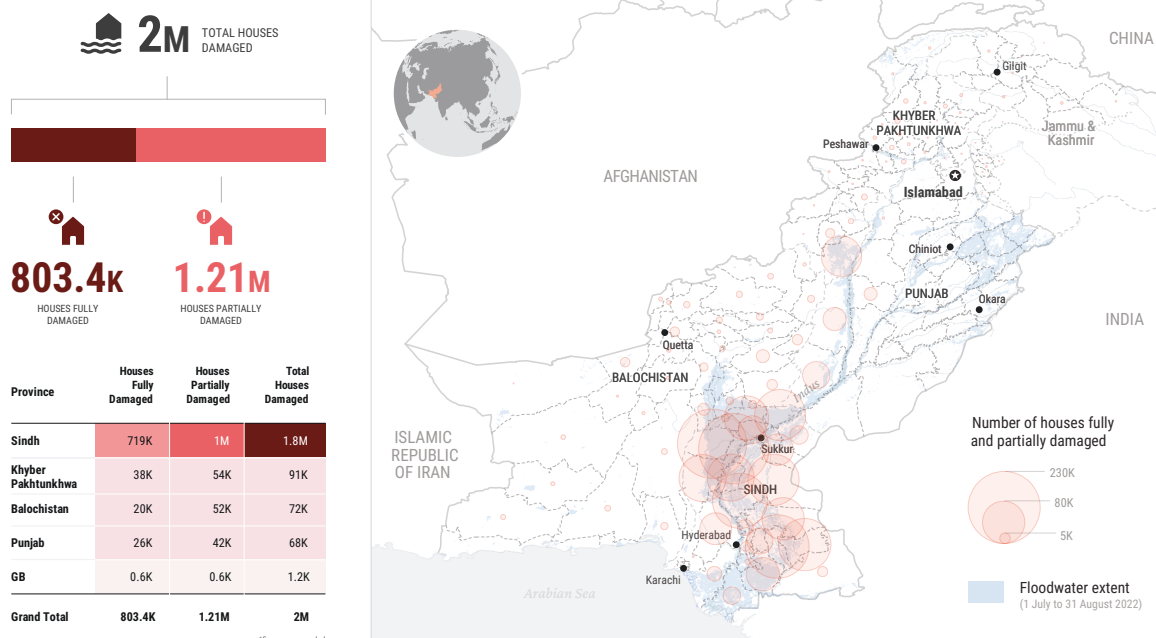 2M TOTAL HOUSES
DAMAGED
803.4K
HOUSES FULLY
DAMAGED
1.21M
HOUSES PARTIALLY
DAMAGED
Province
Houses
Fully
Damaged
Houses
Partially
Damaged
Total
Houses
Damaged
Sindh 719K 1M 1.8M
Khyber
Pakhtunkhwa 38K 54K 91K
Balochistan 20K 52K 72K
Punjab 26K 42K 68K
GB 0.6K 0.6K 1.2K
Grand Total 803.4K 1.21M 2M
CHINA
Gilgit
KHYBER
PAKHTUNKHWA
Jammu &
Kashmir
Peshawar
AFGHANISTAN
Islamabad
Chiniot
PUNJAB
Okara
INDIA
Quetta
BALOCHISTAN
Indus
ISLAMIC
REPUBLIC
OF IRAN
Sukkur
SINDH
Hyderabad
Karachi
Arabian Sea
Number of houses fully
and partially damaged
230K
80K
5K
Floodwater extent
(1 July to 31 August 2022)